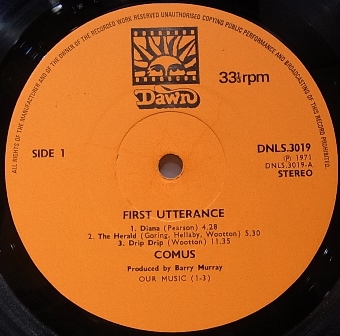 ALL RIGHTS OF THE MANUFACTURER AND OF THE OWNER OF THE RECORDED WORK RESERVED UNAUTHORISED COPYING PUBLIC PERFORMANCE AND BROADCASTING OF THIS RECORD PROHIBITED.
Dawn
33⅓rpm
SIDE 1
DNLS.3019
(P) 1971
DNLS.3019-A
STEREO
FIRST UTTERANCE
1. Diana (Pearson) 4.28
2. The Herald (Goring, Hellaby, Wootton) 5.30
3. Drip Drip (Wootton) 11.35
COMUS
Produced by Barry Murray
OUR MUSIC (1-3)